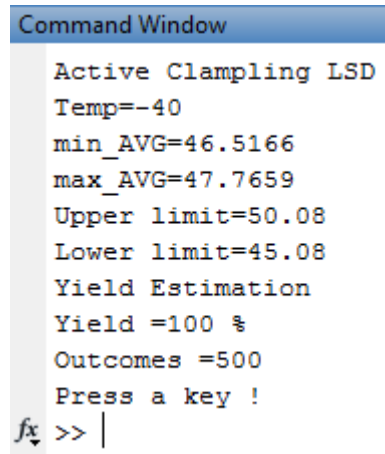 Command Window
Active Clampling LSD
Temp=-40
min_AVG=46.5166
max_AVG=47.7659
Upper limit=50.08
Lower limit=45.08
Yield Estimation
Yield =100 %
Outcomes =500
Press a key !
fx >>